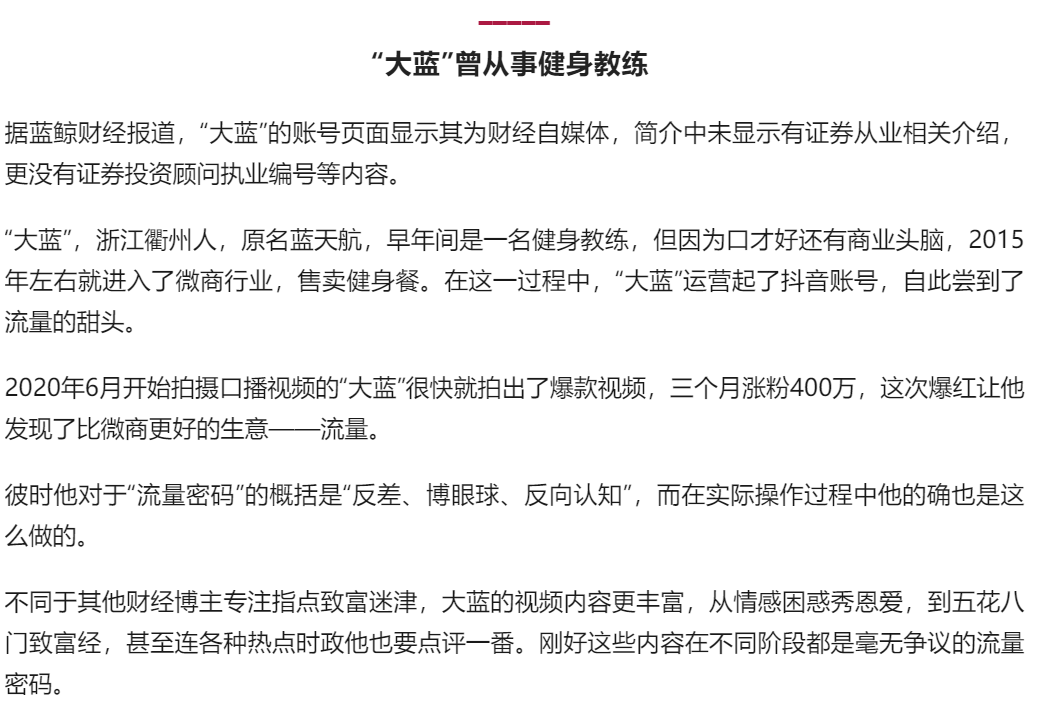 “大蓝”曾从事健身教练
据蓝鲸财经报道，“大蓝”的账号页面显示其为财经自媒体，简介中未显示有证券从业相关介绍，
更没有证券投资顾问执业编号等内容。
“大蓝”，浙江衢州人，原名蓝天航，早年间是一名健身教练，但因为口才好还有商业头脑，2015
年左右就进入了微商行业，售卖健身餐。在这一过程中，“大蓝”运营起了抖音账号，自此尝到了
流量的甜头。
2020年6月开始拍摄口播视频的“大蓝”很快就拍出了爆款视频，三个月涨粉400万，这次爆红让他
发现了比微商更好的生意——流量。
彼时他对于“流量密码”的概括是“反差、博眼球、反向认知”，而在实际操作过程中他的确也是这
么做的。
不同于其他财经博主专注指点致富迷津，大蓝的视频内容更丰富，从情感困惑秀恩爱，到五花八
门致富经，甚至连各种热点时政他也要点评一番。刚好这些内容在不同阶段都是毫无争议的流量
密码。